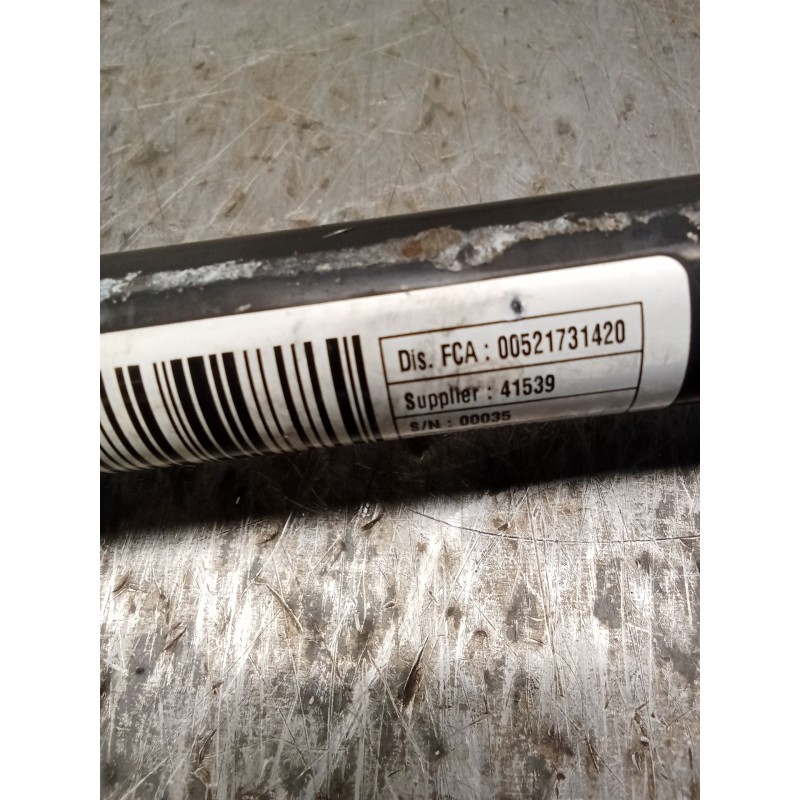 Dis. FCA : 00521731420
Supplier : 41539
S/N : 00035